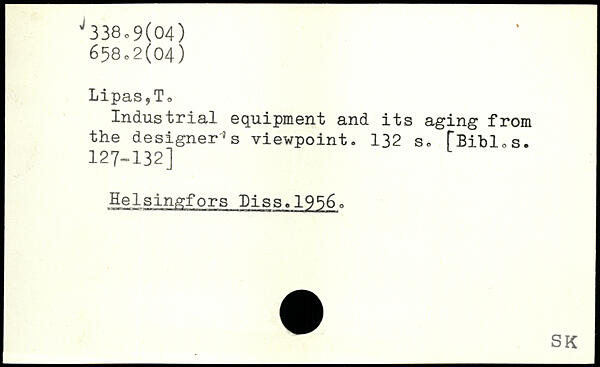 338.9(04)
658.2(04)
Lipas,T.
Industrial equipment and its aging from
the designer's viewpoint. 132 s. [Bibl.s.
127-132]
Helsingfors Diss.1956.
SK